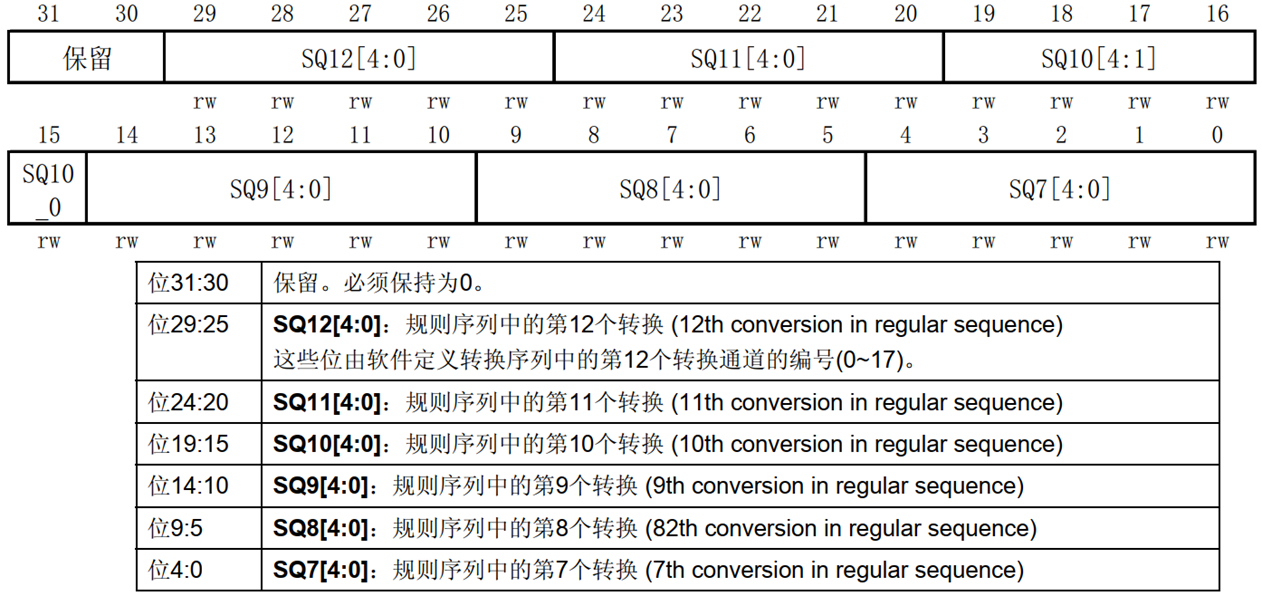 31 30 29 28 27 26 25 24 23 22 21 20 19 18 17 16
保留 SQ12[4:0] SQ11[4:0] SQ10[4:1]
rw rw rw rw rw rw rw rw rw rw rw rw rw rw
15 14 13 12 11 10 9 8 7 6 5 4 3 2 1 0
SQ10
_0 SQ9[4:0] SQ8[4:0] SQ7[4:0]
rw rw rw rw rw rw rw rw rw rw rw rw rw rw rw rw
位31:30 保留。必须保持为0。
位29:25 SQ12[4:0]：规则序列中的第12个转换 (12th conversion in regular sequence)
这些位由软件定义转换序列中的第12个转换通道的编号(0~17)。
位24:20 SQ11[4:0]：规则序列中的第11个转换 (11th conversion in regular sequence)
位19:15 SQ10[4:0]：规则序列中的第10个转换 (10th conversion in regular sequence)
位14:10 SQ9[4:0]：规则序列中的第9个转换 (9th conversion in regular sequence)
位9:5 SQ8[4:0]：规则序列中的第8个转换 (82th conversion in regular sequence)
位4:0 SQ7[4:0]：规则序列中的第7个转换 (7th conversion in regular sequence)